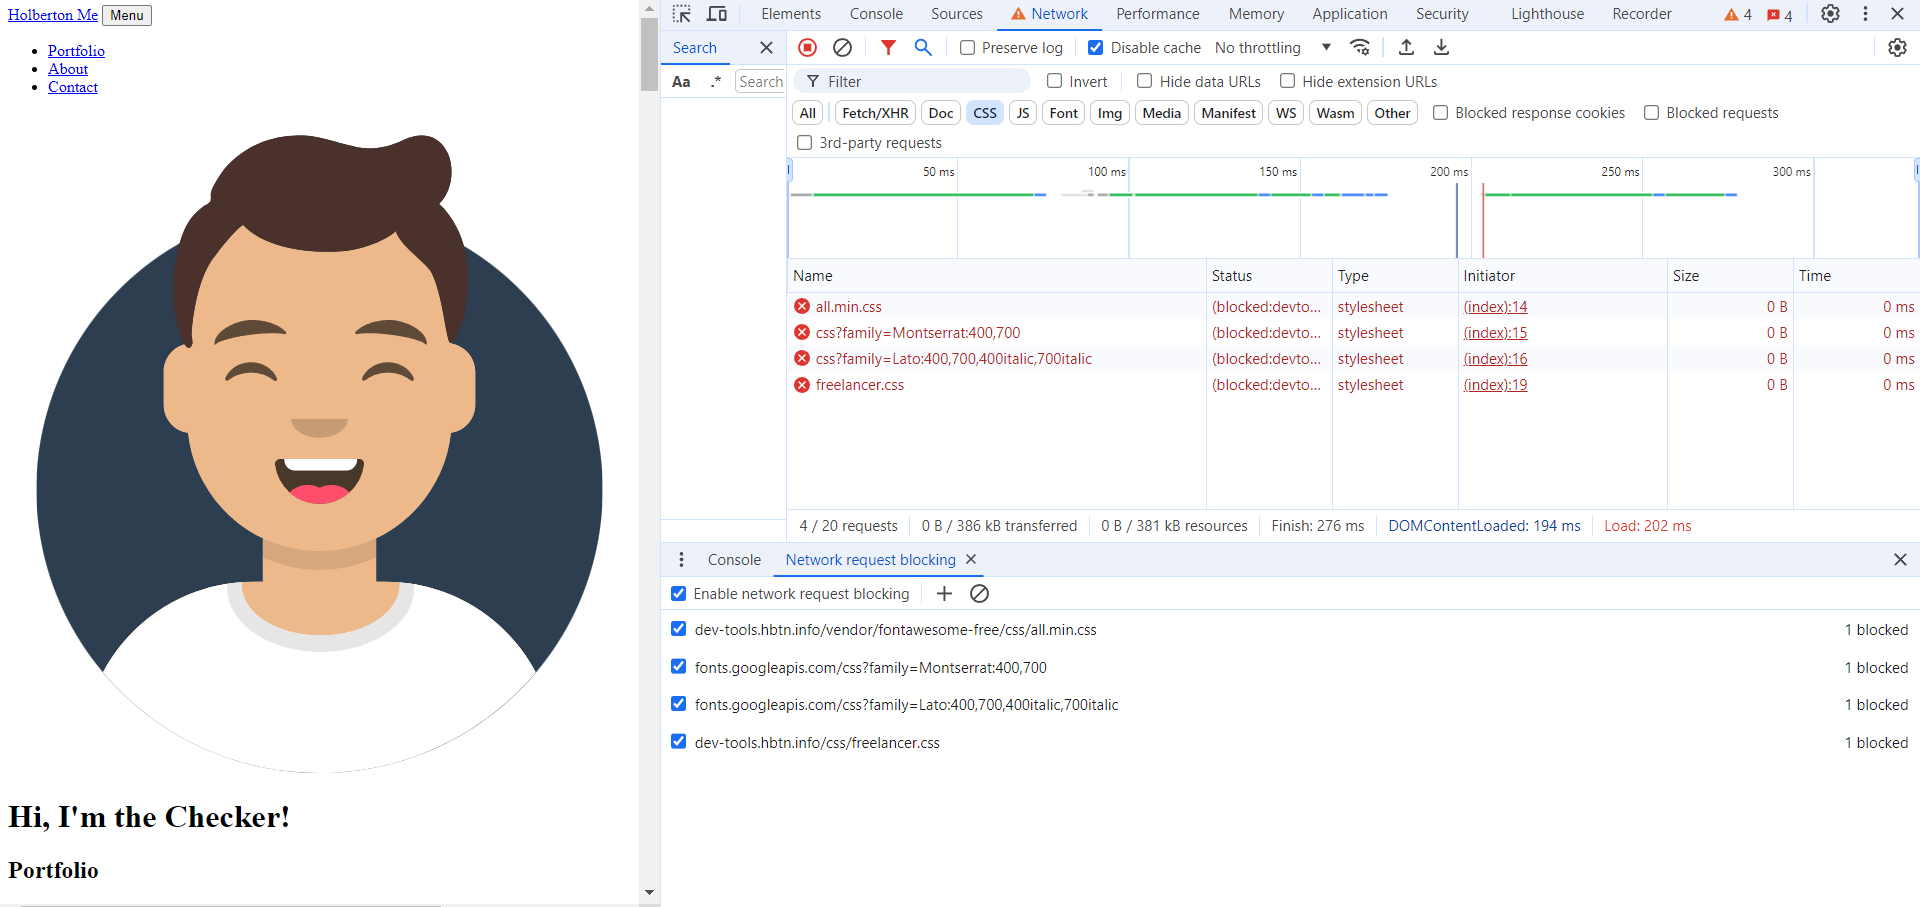 Holberton Me Menu
Portfolio
About
Contact
Hi, I'm the Checker!
Portfolio
Elements Console Sources Network Performance Memory Application Security Lighthouse Recorder 4 4
Search
Preserve log Disable cache No throttling
Aa .* Search
Filter Invert Hide data URLs Hide extension URLs
All Fetch/XHR Doc CSS JS Font Img Media Manifest WS Wasm Other Blocked response cookies Blocked requests
3rd-party requests
50 ms 100 ms 150 ms 200 ms 250 ms 300 ms
Name Status Type Initiator Size Time
all.min.css (blocked:devto... stylesheet (index):14 0 B 0 ms
css?family=Montserrat:400,700 (blocked:devto... stylesheet (index):15 0 B 0 ms
css?family=Lato:400,700,400italic,700italic (blocked:devto... stylesheet (index):16 0 B 0 ms
freelancer.css (blocked:devto... stylesheet (index):19 0 B 0 ms
4 / 20 requests 0 B / 386 kB transferred 0 B / 381 kB resources Finish: 276 ms DOMContentLoaded: 194 ms Load: 202 ms
Console Network request blocking
Enable network request blocking
dev-tools.hbtn.info/vendor/fontawesome-free/css/all.min.css 1 blocked
fonts.googleapis.com/css?family=Montserrat:400,700 1 blocked
fonts.googleapis.com/css?family=Lato:400,700,400italic,700italic 1 blocked
dev-tools.hbtn.info/css/freelancer.css 1 blocked